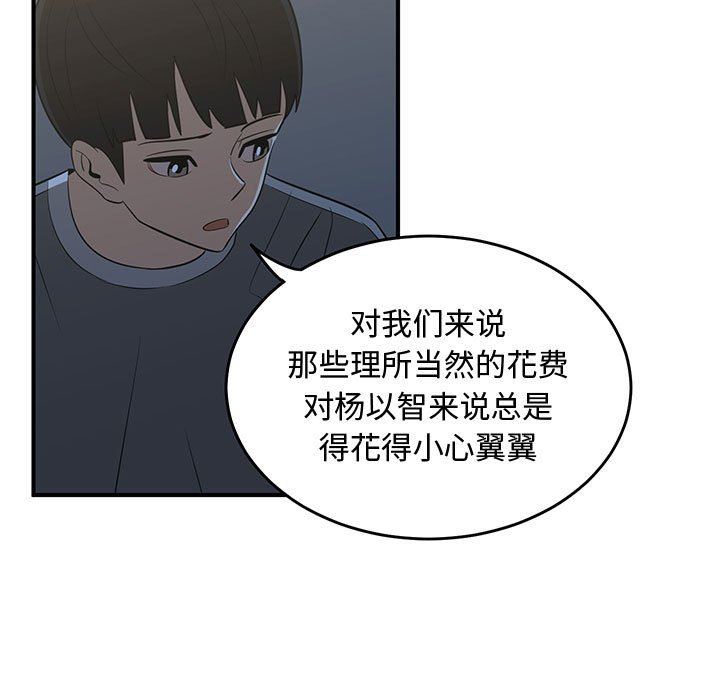 对我们来说
那些理所当然的花费
对杨以智来说总是
得花得小心翼翼